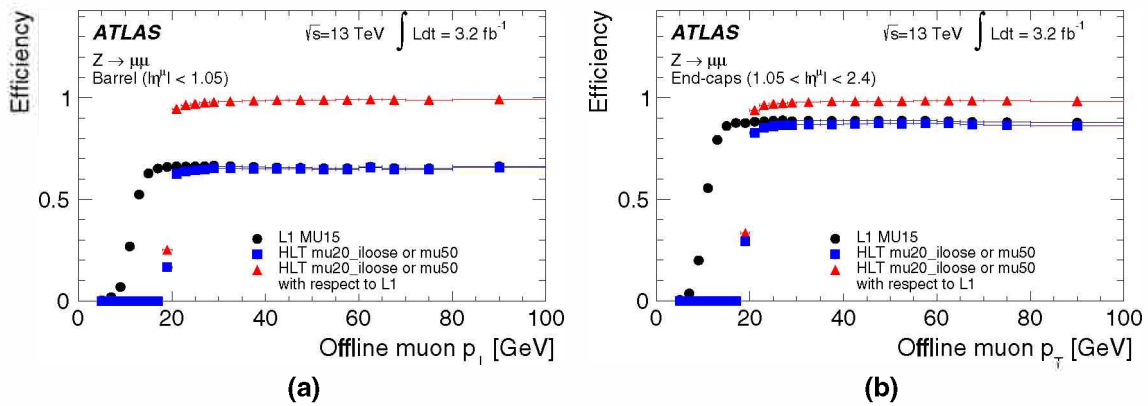 ATLAS
√s=13 TeV ∫ Ldt = 3.2 fb⁻¹
Z → μμ
Barrel (|η^μ| < 1.05)
Efficiency
1
0.5
0
L1 MU15
HLT mu20_iloose or mu50
HLT mu20_iloose or mu50
with respect to L1
0 20 40 60 80 100
Offline muon p_T [GeV]
(a)
ATLAS
√s=13 TeV ∫ Ldt = 3.2 fb⁻¹
Z → μμ
End-caps (1.05 < |η^μ| < 2.4)
Efficiency
1
0.5
0
L1 MU15
HLT mu20_iloose or mu50
HLT mu20_iloose or mu50
with respect to L1
0 20 40 60 80 100
Offline muon p_T [GeV]
(b)